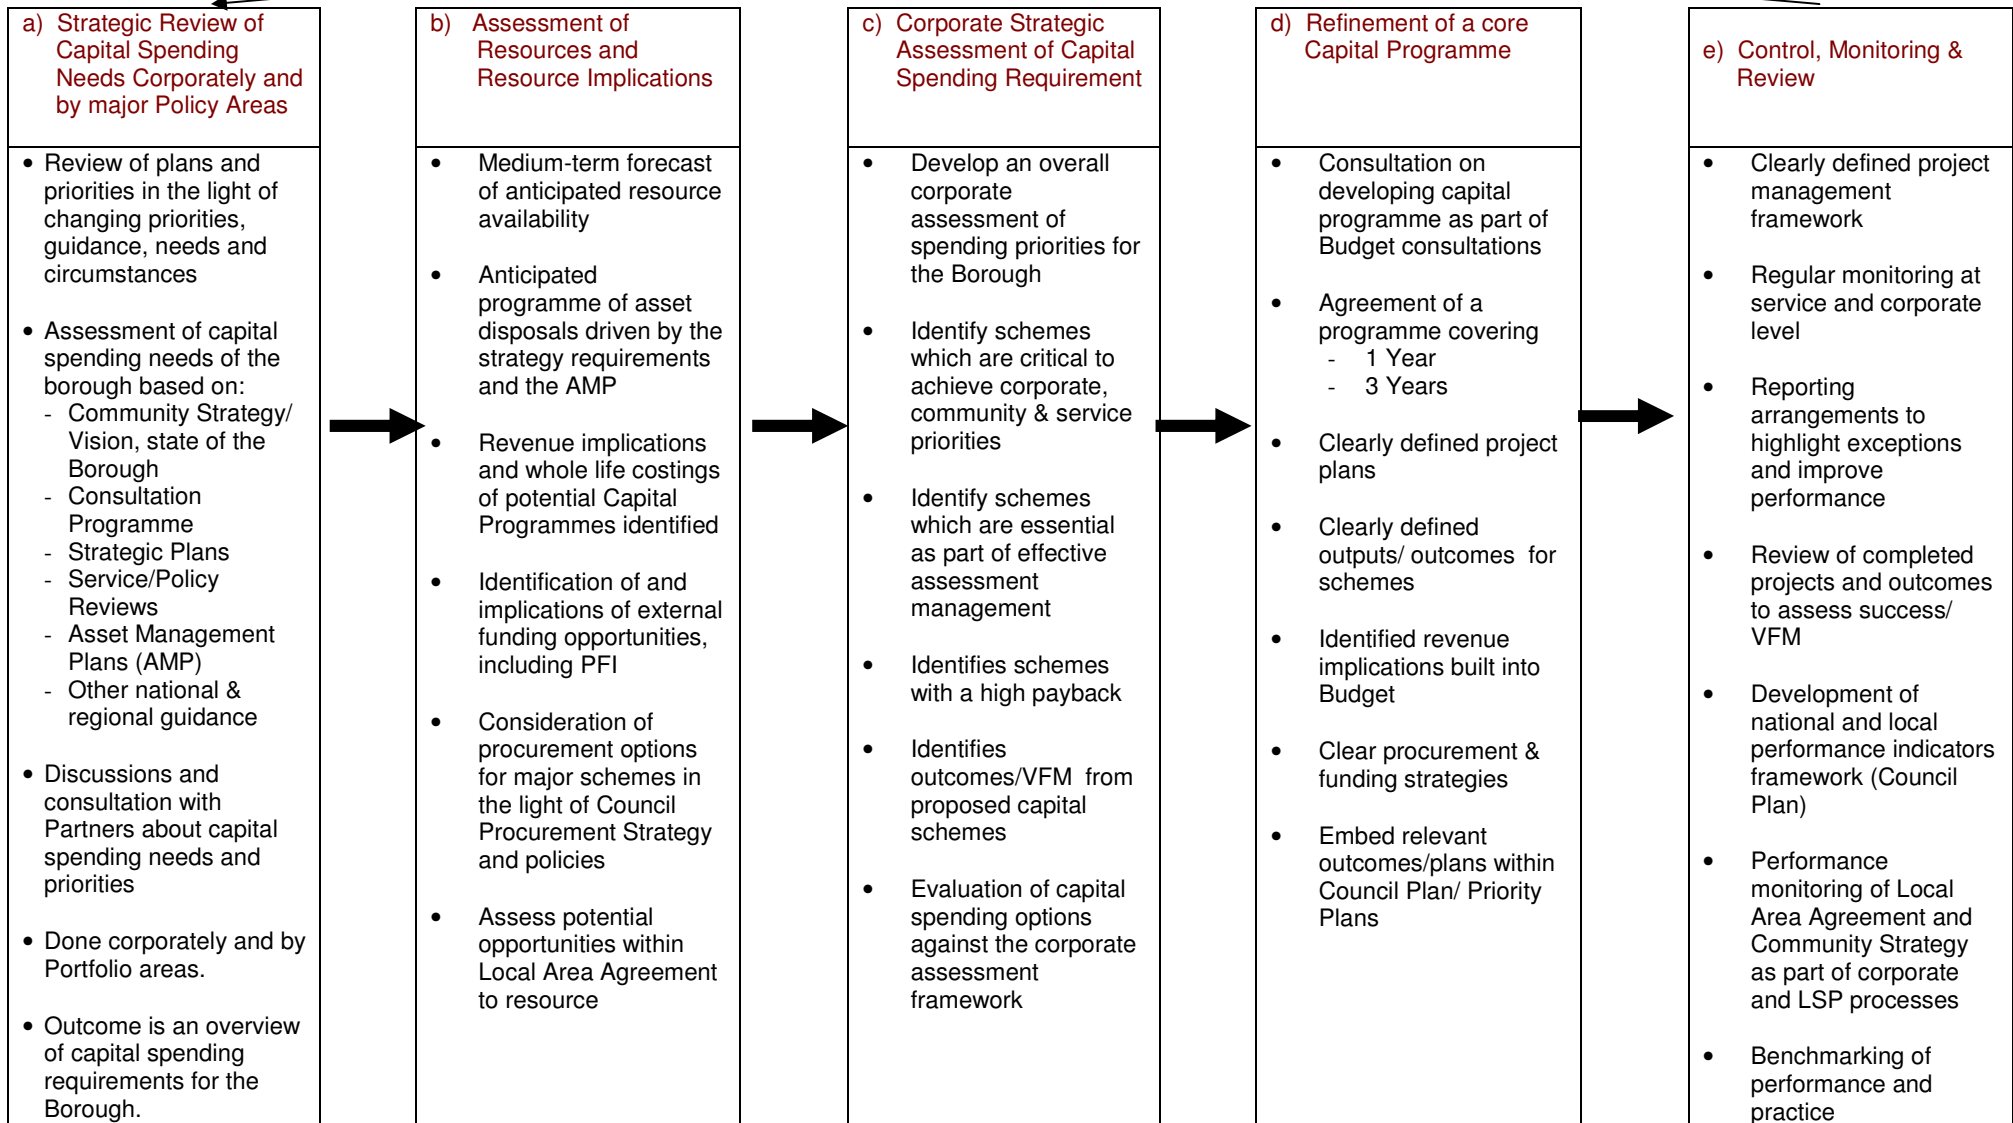 a) Strategic Review of
Capital Spending
Needs Corporately and
by major Policy Areas
• Review of plans and
priorities in the light of
changing priorities,
guidance, needs and
circumstances
• Assessment of capital
spending needs of the
borough based on:
- Community Strategy/
Vision, state of the
Borough
- Consultation
Programme
- Strategic Plans
- Service/Policy
Reviews
- Asset Management
Plans (AMP)
- Other national &
regional guidance
• Discussions and
consultation with
Partners about capital
spending needs and
priorities
• Done corporately and by
Portfolio areas.
• Outcome is an overview
of capital spending
requirements for the
Borough.
b) Assessment of
Resources and
Resource Implications
• Medium-term forecast
of anticipated resource
availability
• Anticipated
programme of asset
disposals driven by the
strategy requirements
and the AMP
• Revenue implications
and whole life costings
of potential Capital
Programmes identified
• Identification of and
implications of external
funding opportunities,
including PFI
• Consideration of
procurement options
for major schemes in
the light of Council
Procurement Strategy
and policies
• Assess potential
opportunities within
Local Area Agreement
to resource
c) Corporate Strategic
Assessment of Capital
Spending Requirement
• Develop an overall
corporate
assessment of
spending priorities for
the Borough
• Identify schemes
which are critical to
achieve corporate,
community & service
priorities
• Identify schemes
which are essential
as part of effective
assessment
management
• Identifies schemes
with a high payback
• Identifies
outcomes/VFM from
proposed capital
schemes
• Evaluation of capital
spending options
against the corporate
assessment
framework
d) Refinement of a core
Capital Programme
• Consultation on
developing capital
programme as part of
Budget consultations
• Agreement of a
programme covering
- 1 Year
- 3 Years
• Clearly defined project
plans
• Clearly defined
outputs/ outcomes for
schemes
• Identified revenue
implications built into
Budget
• Clear procurement &
funding strategies
• Embed relevant
outcomes/plans within
Council Plan/ Priority
Plans
e) Control, Monitoring &
Review
• Clearly defined project
management
framework
• Regular monitoring at
service and corporate
level
• Reporting
arrangements to
highlight exceptions
and improve
performance
• Review of completed
projects and outcomes
to assess success/
VFM
• Development of
national and local
performance indicators
framework (Council
Plan)
• Performance
monitoring of Local
Area Agreement and
Community Strategy
as part of corporate
and LSP processes
• Benchmarking of
performance and
practice